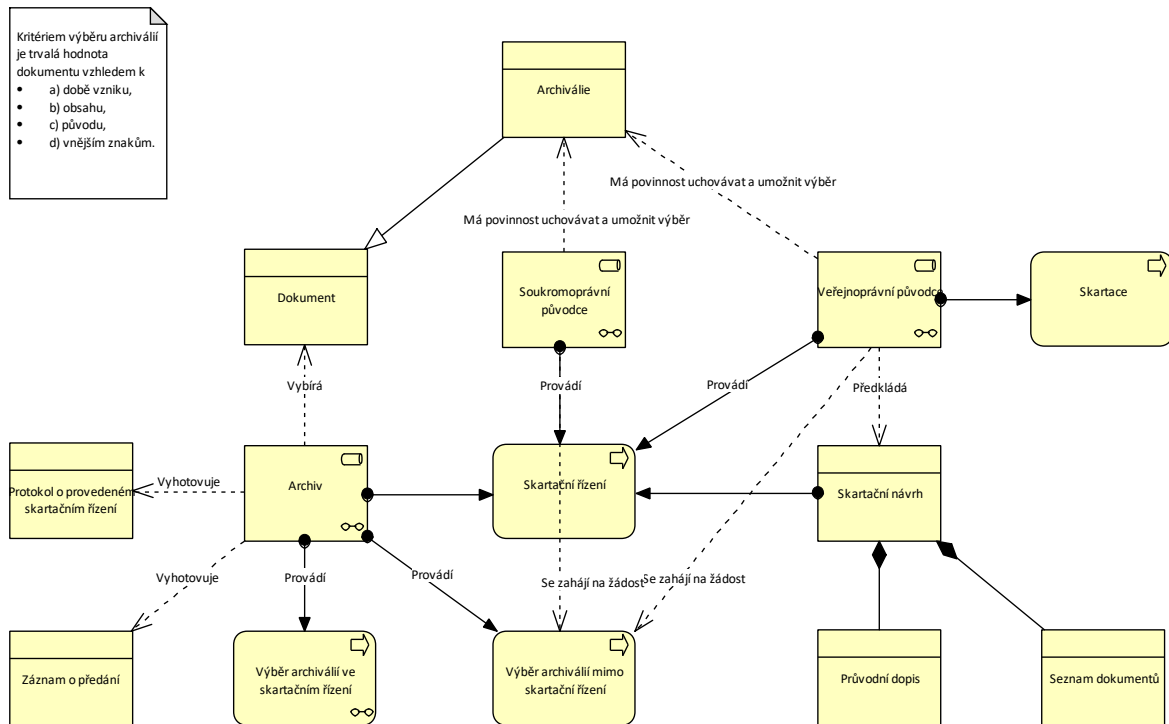 Kritériem výběru archiválií
je trvalá hodnota
dokumentu vzhledem k
• a) době vzniku,
• b) obsahu,
• c) původu,
• d) vnějším znakům.
Archiválie
Má povinnost uchovávat a umožnit výběr
Má povinnost uchovávat a umožnit výběr
Dokument
Soukromoprávní
původce
Veřejnoprávní původce
Skartace
Vybírá
Provádí
Provádí
Předkládá
Protokol o provedeném
skartačním řízení
Vyhotovuje
Archiv
Skartační řízení
Skartační návrh
Vyhotovuje
Provádí
Provádí
Se zahájí na žádost
Se zahájí na žádost
Záznam o předání
Výběr archiválií ve
skartačním řízení
Výběr archiválií mimo
skartační řízení
Průvodní dopis
Seznam dokumentů